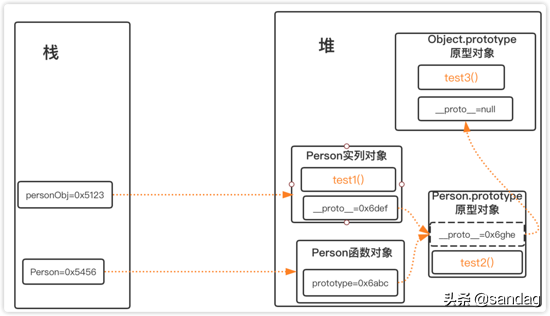 栈
personObj=0x5123
Person=0x5456
堆
Object.prototype
原型对象
test3()
__proto__=null
Person实列对象
test1()
__proto__=0x6def
Person函数对象
prototype=0x6abc
Person.prototype
原型对象
__proto__=0x6ghe
test2()
头条 @sandag